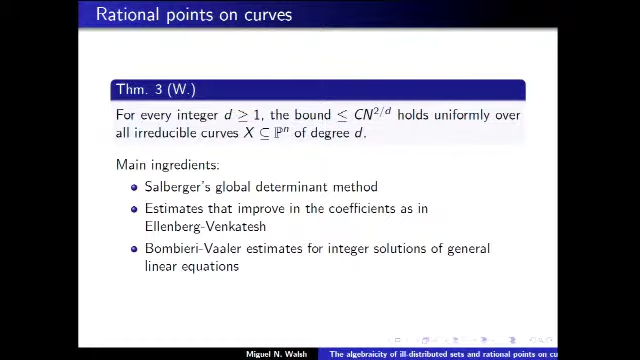 Rational points on curves
Thm. 3 (W.)
For every integer d ≥ 1, the bound ≤ CN^{2/d} holds uniformly over
all irreducible curves X ⊆ ℙ^n of degree d.
Main ingredients:
Salberger's global determinant method
Estimates that improve in the coefficients as in
Ellenberg-Venkatesh
Bombieri-Vaaler estimates for integer solutions of general
linear equations
Miguel N. Walsh
The algebraicity of ill-distributed sets and rational points on cu